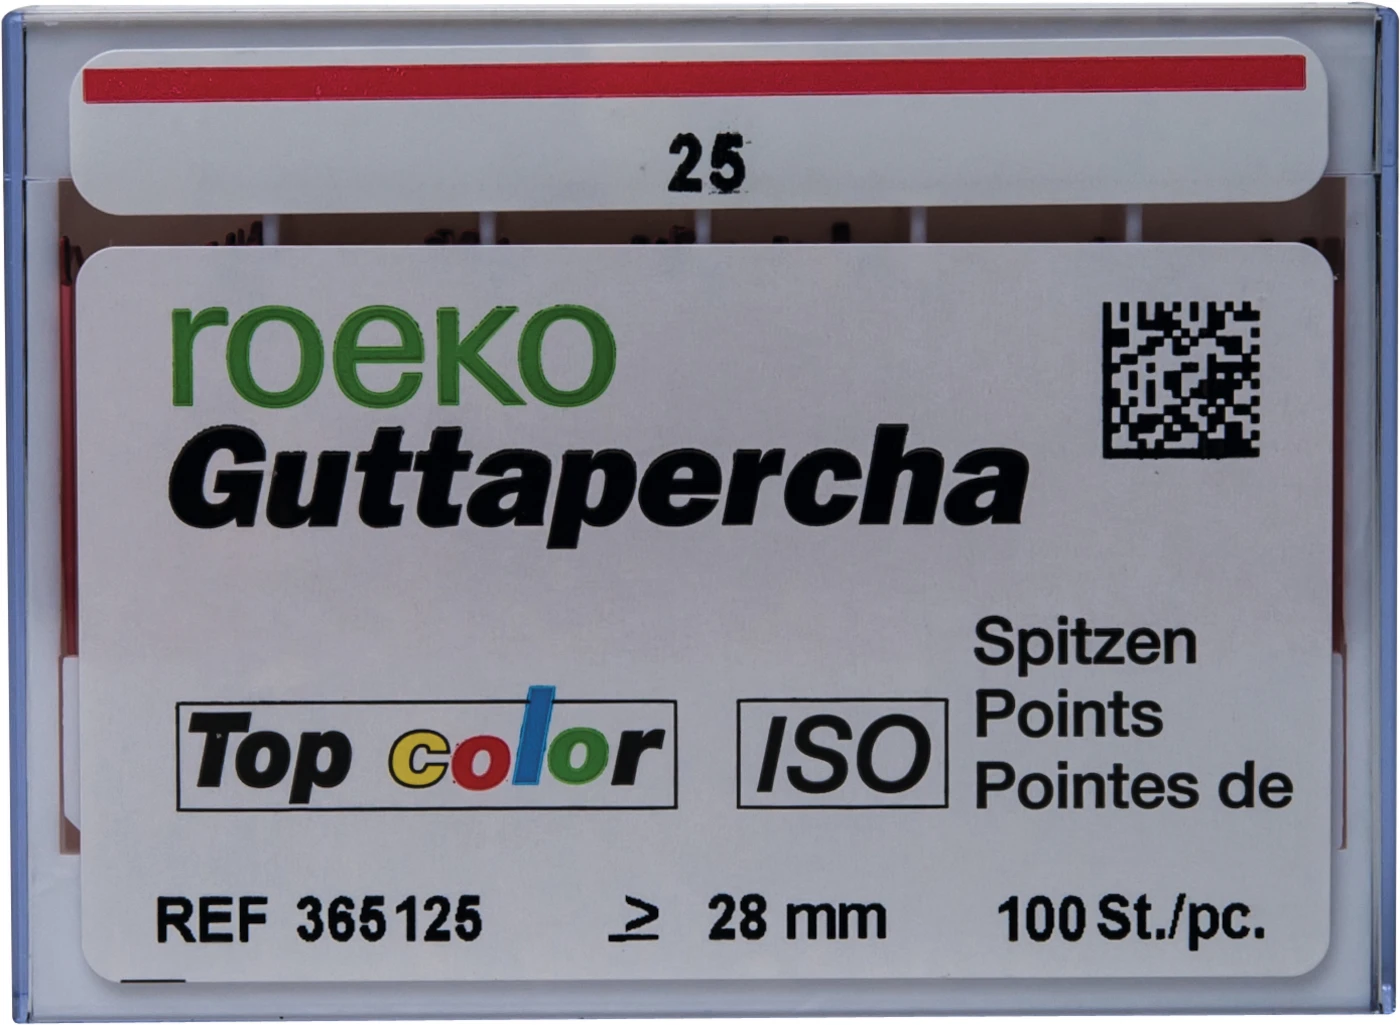 25
roeko
Guttapercha
Spitzen
Top color ISO Points
Pointes de
REF 365125 ≥ 28 mm 100 St./pc.